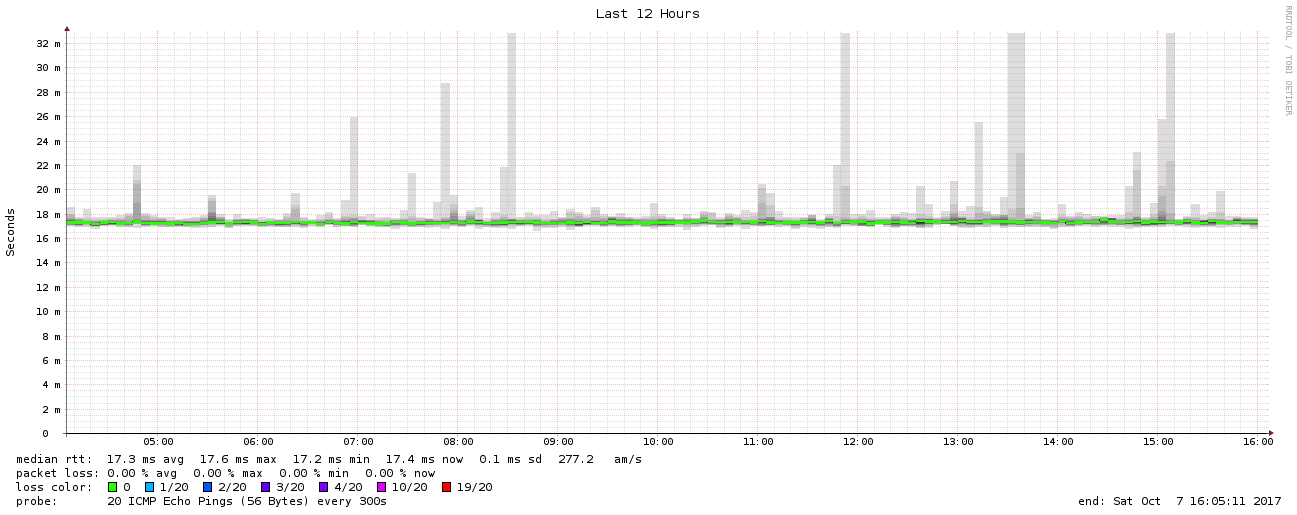 Last 12 Hours
RRDTOOL / TOBI OETIKER
Seconds
32 m
30 m
28 m
26 m
24 m
22 m
20 m
18 m
16 m
14 m
12 m
10 m
8 m
6 m
4 m
2 m
0
05:00 06:00 07:00 08:00 09:00 10:00 11:00 12:00 13:00 14:00 15:00 16:00
median rtt: 17.3 ms avg 17.6 ms max 17.2 ms min 17.4 ms now 0.1 ms sd 277.2 am/s
packet loss: 0.00 % avg 0.00 % max 0.00 % min 0.00 % now
loss color: 0 1/20 2/20 3/20 4/20 10/20 19/20
probe: 20 ICMP Echo Pings (56 Bytes) every 300s end: Sat Oct 7 16:05:11 2017